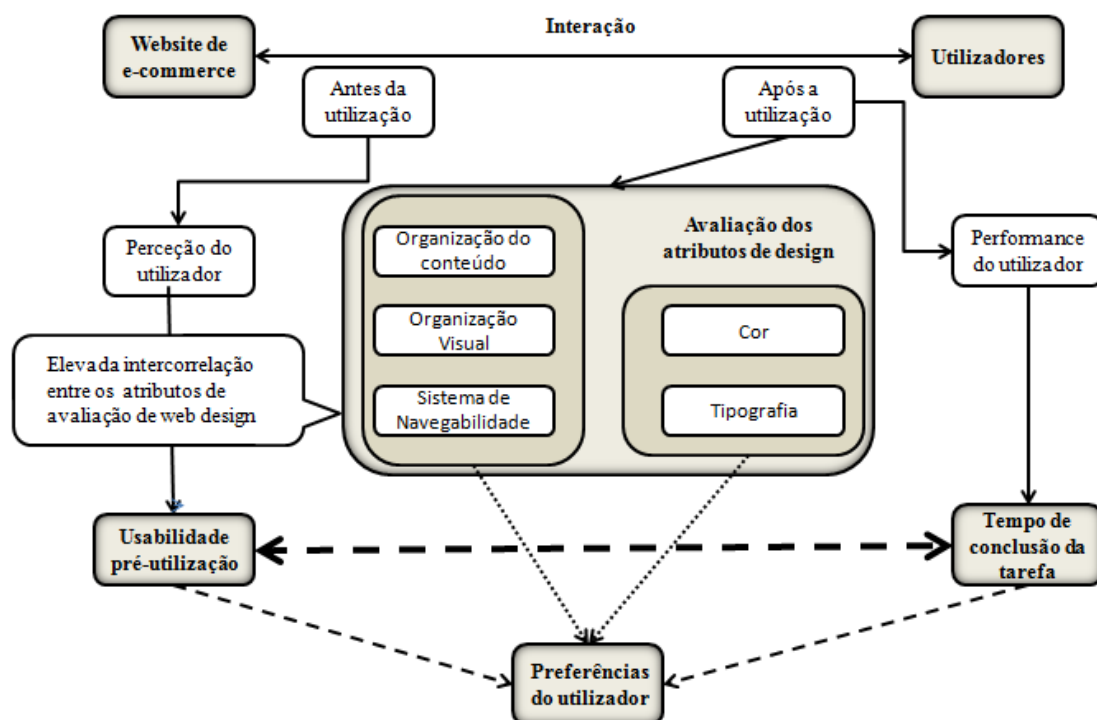 Interação
Website de
e-commerce
Utilizadores
Antes da
utilização
Após a
utilização
Perceção do
utilizador
Organização do
conteúdo
Avaliação dos
atributos de design
Performance
do utilizador
Organização
Visual
Cor
Elevada intercorrelação
entre os atributos de
avaliação de web design
Sistema de
Navegabilidade
Tipografia
Usabilidade
pré-utilização
Tempo de
conclusão da
tarefa
Preferências
do utilizador